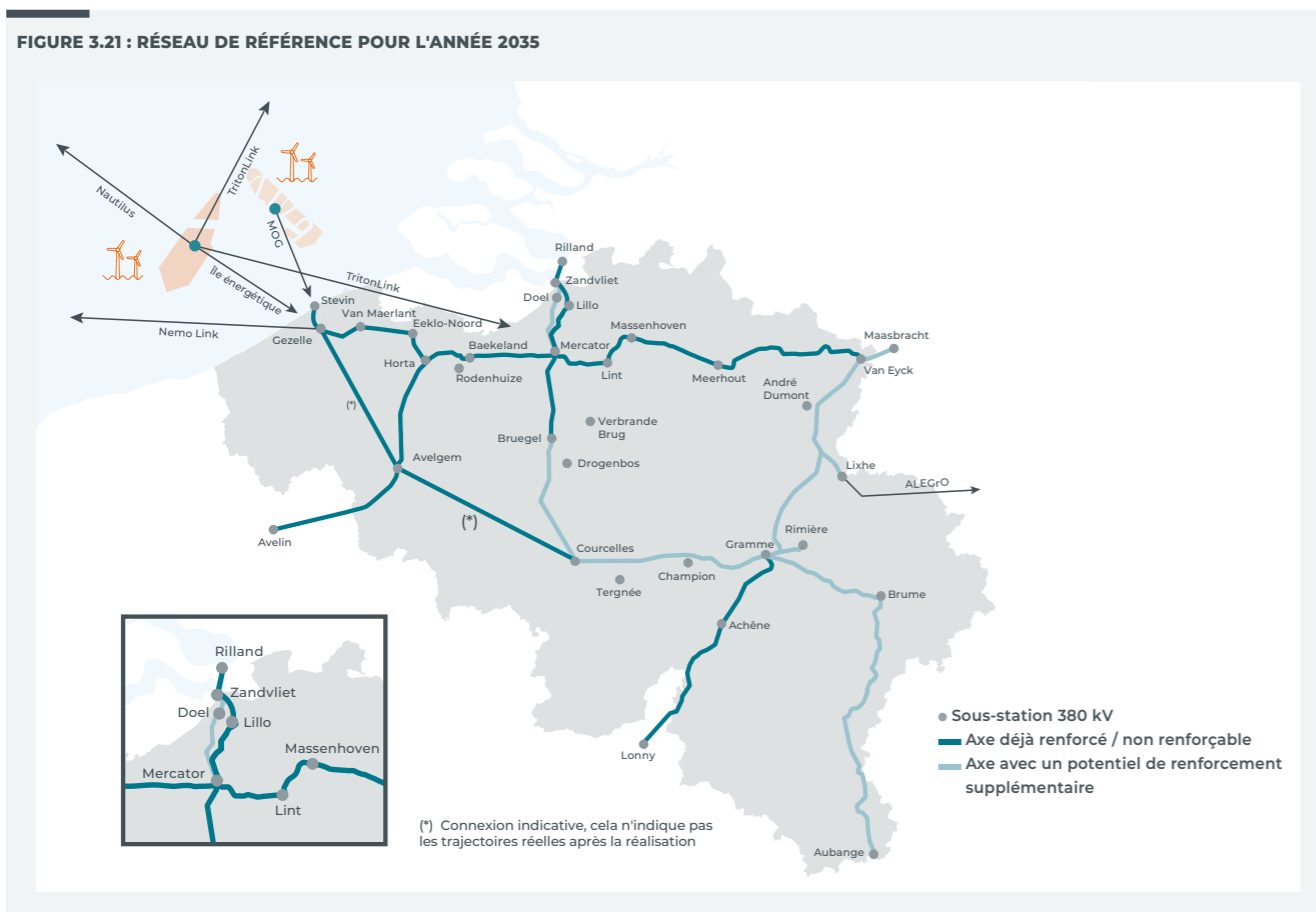 FIGURE 3.21 : RÉSEAU DE RÉFÉRENCE POUR L'ANNÉE 2035
TritonLink
Nautilus
MOG
Île énergétique
TritonLink
Nemo Link
Stevin
Van Maerlant
Gezelle
Eeklo-Noord
Horta
Baekeland
Rodenhuize
Rilland
Zandvliet
Doel
Lillo
Mercator
Massenhoven
Lint
Meerhout
Maasbracht
Van Eyck
André
Dumont
(*)
Bruegel
Verbrande
Brug
Drogenbos
Avelgem
Lixhe
ALEGrO
(*)
Avelin
Courcelles
Tergnée
Champion
Gramme
Rimière
Brume
Achêne
Lonny
Aubange
Rilland
Zandvliet
Doel
Lillo
Massenhoven
Mercator
Lint
Sous-station 380 kV
Axe déjà renforcé / non renforçable
Axe avec un potentiel de renforcement
supplémentaire
(*) Connexion indicative, cela n'indique pas
les trajectoires réelles après la réalisation